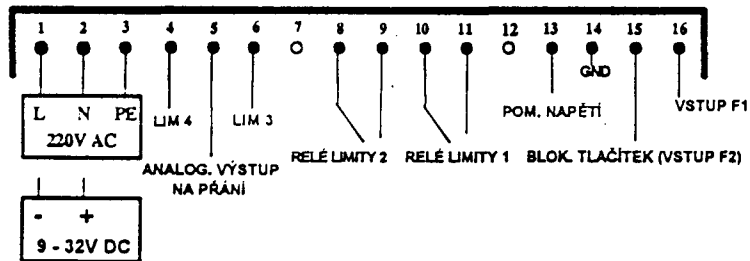 1 2 3 4 5 6 7 8 9 10 11 12 13 14 15 16
GND
L N PE
220V AC
LIM 4
LIM 3
POM. NAPĚTÍ
VSTUP F1
ANALOG. VÝSTUP
NA PŘÁNÍ
RELÉ LIMITY 2
RELÉ LIMITY 1
BLOK. TLAČÍTEK (VSTUP F2)
- +
9 - 32V DC